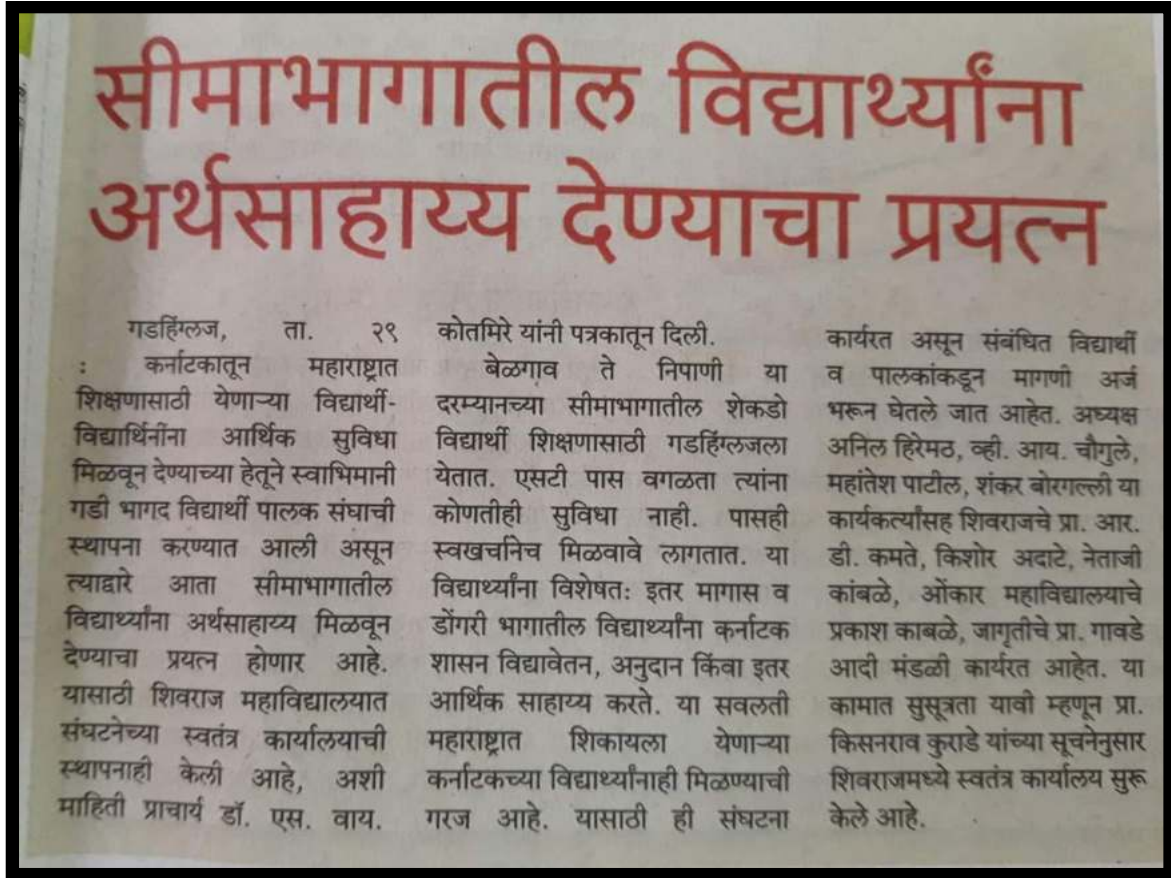 सीमाभागातील विद्यार्थ्यांना
अर्थसाहाय्य देण्याचा प्रयत्न
गडहिंग्लज, ता. २९
: कर्नाटकातून महाराष्ट्रात
शिक्षणासाठी येणाऱ्या विद्यार्थी-
विद्यार्थिनींना आर्थिक सुविधा
मिळवून देण्याच्या हेतूने स्वाभिमानी
गडी भागद विद्यार्थी पालक संघाची
स्थापना करण्यात आली असून
त्याद्वारे आता सीमाभागातील
विद्यार्थ्यांना अर्थसाहाय्य मिळवून
देण्याचा प्रयत्न होणार आहे.
यासाठी शिवराज महाविद्यालयात
संघटनेच्या स्वतंत्र कार्यालयाची
स्थापनाही केली आहे, अशी
माहिती प्राचार्य डॉ. एस. वाय.
कोतमिरे यांनी पत्रकातून दिली.
बेळगाव ते निपाणी या
दरम्यानच्या सीमाभागातील शेकडो
विद्यार्थी शिक्षणासाठी गडहिंग्लजला
येतात. एसटी पास वगळता त्यांना
कोणतीही सुविधा नाही. पासही
स्वखर्चानेच मिळवावे लागतात. या
विद्यार्थ्यांना विशेषतः इतर मागास व
डोंगरी भागातील विद्यार्थ्यांना कर्नाटक
शासन विद्यावेतन, अनुदान किंवा इतर
आर्थिक साहाय्य करते. या सवलती
महाराष्ट्रात शिकायला येणाऱ्या
कर्नाटकच्या विद्यार्थ्यांनाही मिळण्याची
गरज आहे. यासाठी ही संघटना
कार्यरत असून संबंधित विद्यार्थी
व पालकांकडून मागणी अर्ज
भरून घेतले जात आहेत. अध्यक्ष
अनिल हिरेमठ, व्ही. आय. चौगुले,
महांतेश पाटील, शंकर बोरगल्ली या
कार्यकर्त्यांसह शिवराजचे प्रा. आर.
डी. कमते, किशोर अदाटे, नेताजी
कांबळे, ओंकार महाविद्यालयाचे
प्रकाश काबळे, जागृतीचे प्रा. गावडे
आदी मंडळी कार्यरत आहेत. या
कामात सुसूत्रता यावी म्हणून प्रा.
किसनराव कुराडे यांच्या सूचनेनुसार
शिवराजमध्ये स्वतंत्र कार्यालय सुरू
केले आहे.